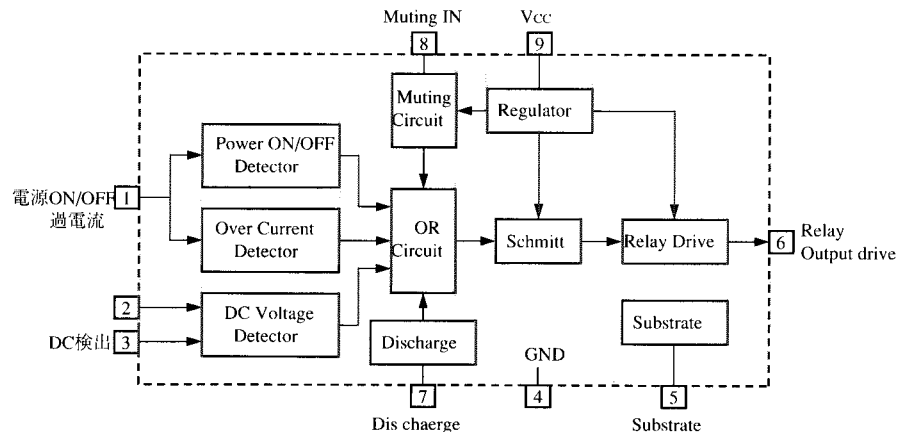 Muting IN
Vcc
8
9
Muting
Circuit
Regulator
Power ON/OFF
Detector
電源ON/OFF
過電流
1
Over Current
Detector
OR
Circuit
Schmitt
Relay Drive
6
Relay
Output drive
2
DC検出
3
DC Voltage
Detector
Discharge
GND
Substrate
7
4
5
Dis chaerge
Substrate